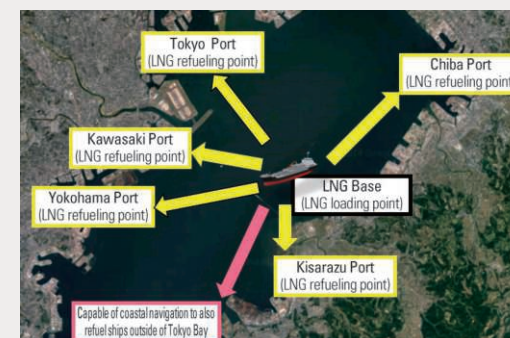 Tokyo Port
(LNG refueling point)
Chiba Port
(LNG refueling point
Kawasaki Port
(LNG refueling point)
Yokohama Port
(LNG refueling point)
LNG Base
(LNG loading point)
Kisarazu Port
(LNG refueling point)
Capable of coastal navigation to also
refuel ships outside of Tokyo Bay